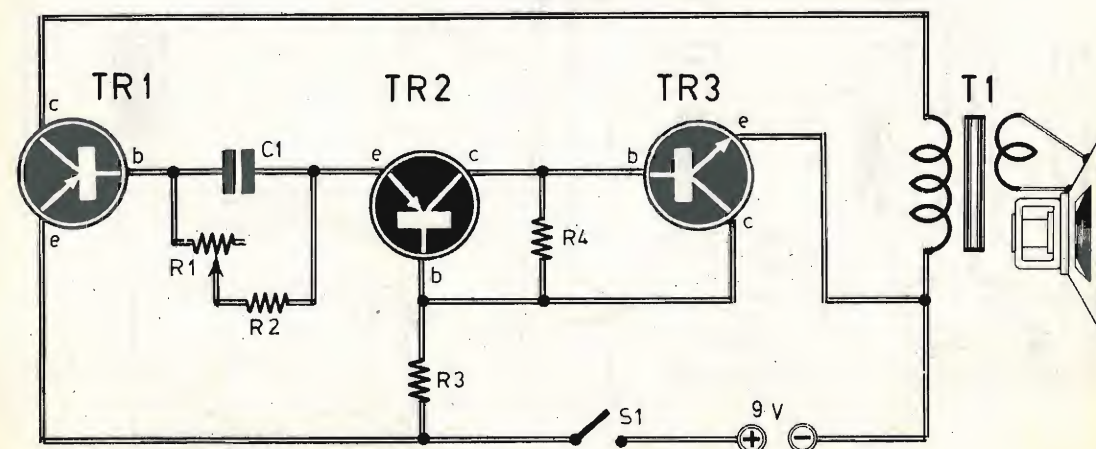 TR1 TR2 TR3 T1
c e
b C1 e c b
e R4 c
R1 b
R2
R3
S1 9 V
+ −